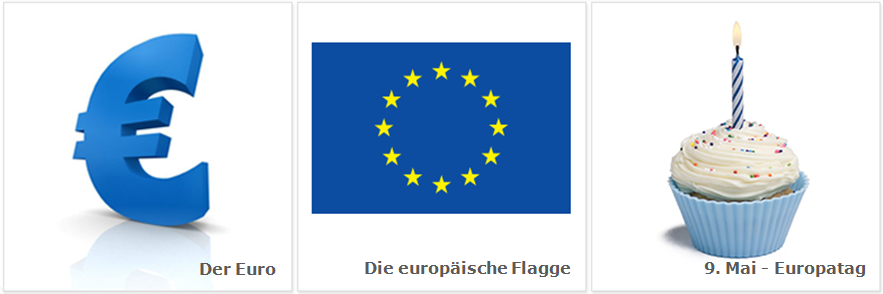 Der Euro
Die europäische Flagge
9. Mai - Europatag